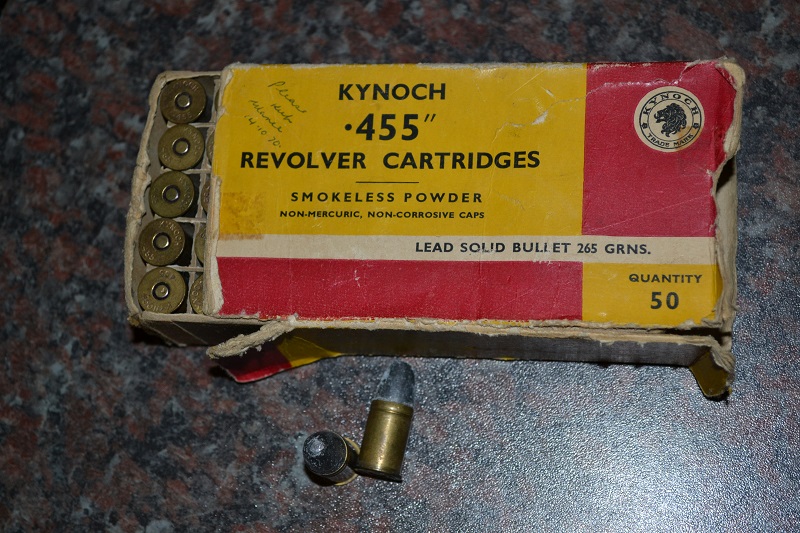 KYNOCH
·455"
REVOLVER CARTRIDGES
SMOKELESS POWDER
NON-MERCURIC, NON-CORROSIVE CAPS
LEAD SOLID BULLET 265 GRNS.
QUANTITY
50
KYNOCH
TRADE MARK
Please